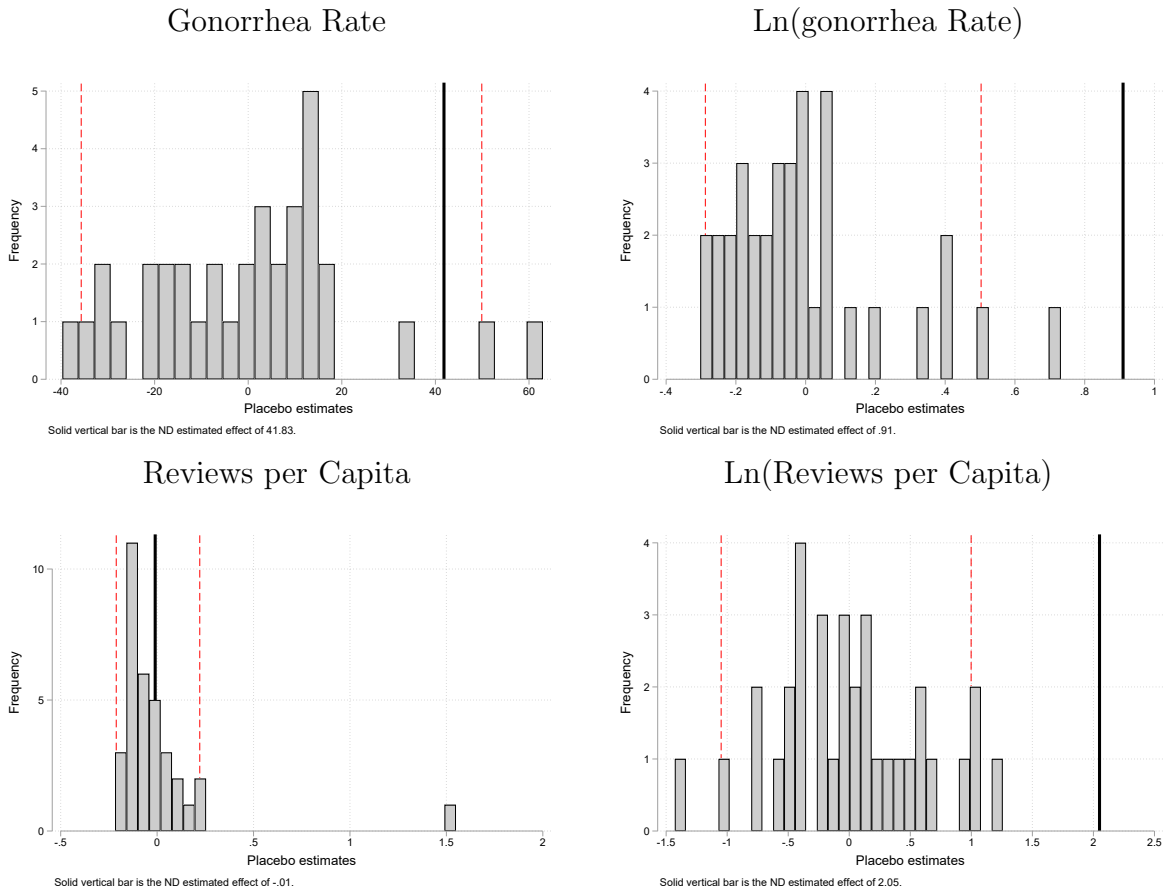 Gonorrhea Rate
5
4
3
2
1
0
Frequency
-40 -20 0 20 40 60
Placebo estimates
Solid vertical bar is the ND estimated effect of 41.83.
Ln(gonorrhea Rate)
4
3
2
1
0
Frequency
-.4 -.2 0 .2 .4 .6 .8 1
Placebo estimates
Solid vertical bar is the ND estimated effect of .91.
Reviews per Capita
10
5
0
Frequency
-.5 0 .5 1 1.5 2
Placebo estimates
Solid vertical bar is the ND estimated effect of -.01.
Ln(Reviews per Capita)
4
3
2
1
0
Frequency
-1.5 -1 -.5 0 .5 1 1.5 2 2.5
Placebo estimates
Solid vertical bar is the ND estimated effect of 2.05.